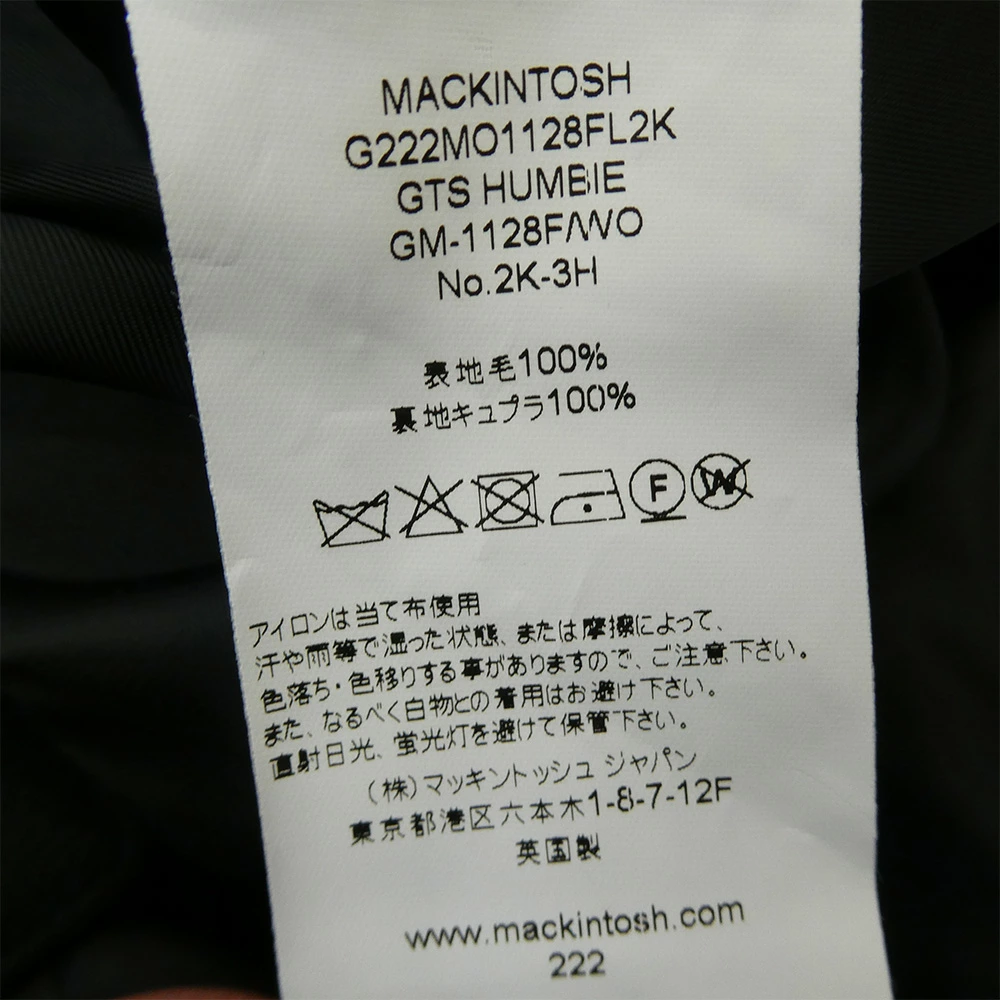 MACKINTOSH
G222MO1128FL2K
GTS HUMBIE
GM-1128F/WO
No.2K-3H
表地毛100%
裏地キュプラ100%
F W
アイロンは当て布使用
汗や雨等で湿った状態、または摩擦によって、
色落ち・色移りする事がありますので、ご注意下さい。
また、なるべく白物との着用はお避け下さい。
直射日光、蛍光灯を避けて保管下さい。
(株)マッキントッシュ ジャパン
東京都港区六本木1-8-7-12F
英国製
www.mackintosh.com
222